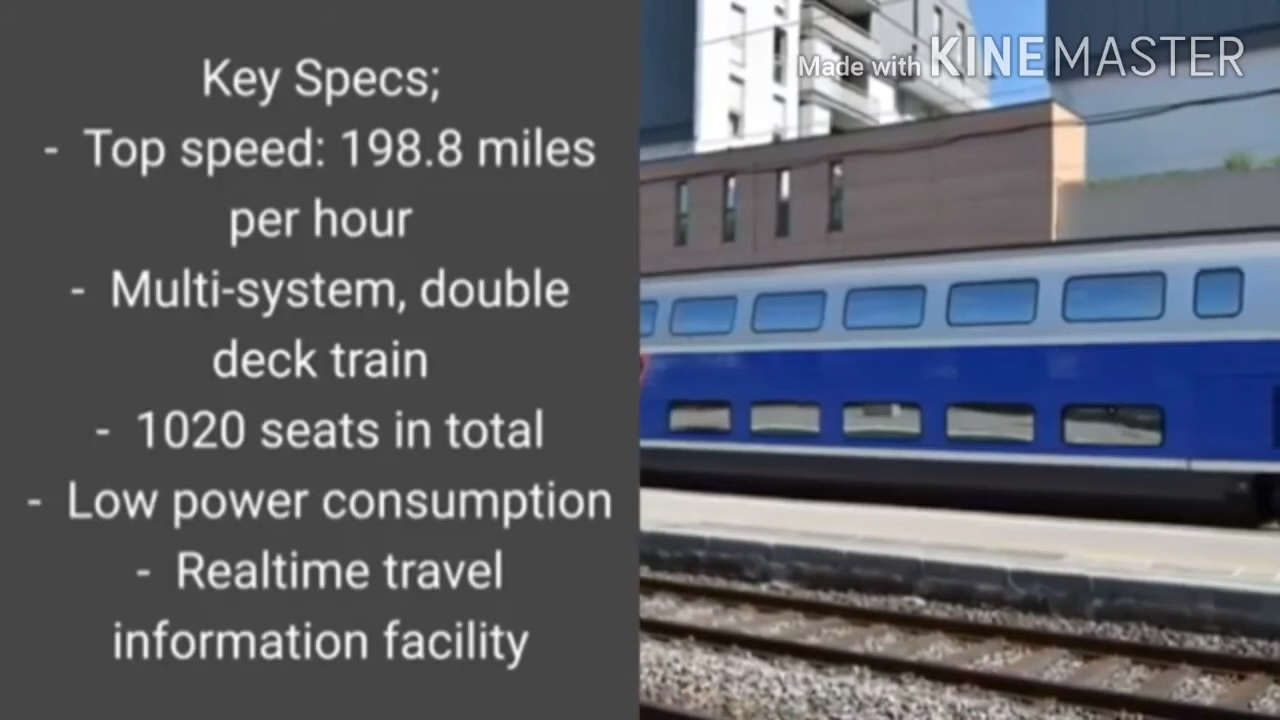 Key Specs;
- Top speed: 198.8 miles
per hour
- Multi-system, double
deck train
- 1020 seats in total
- Low power consumption
- Realtime travel
information facility
Made with KINEMASTER